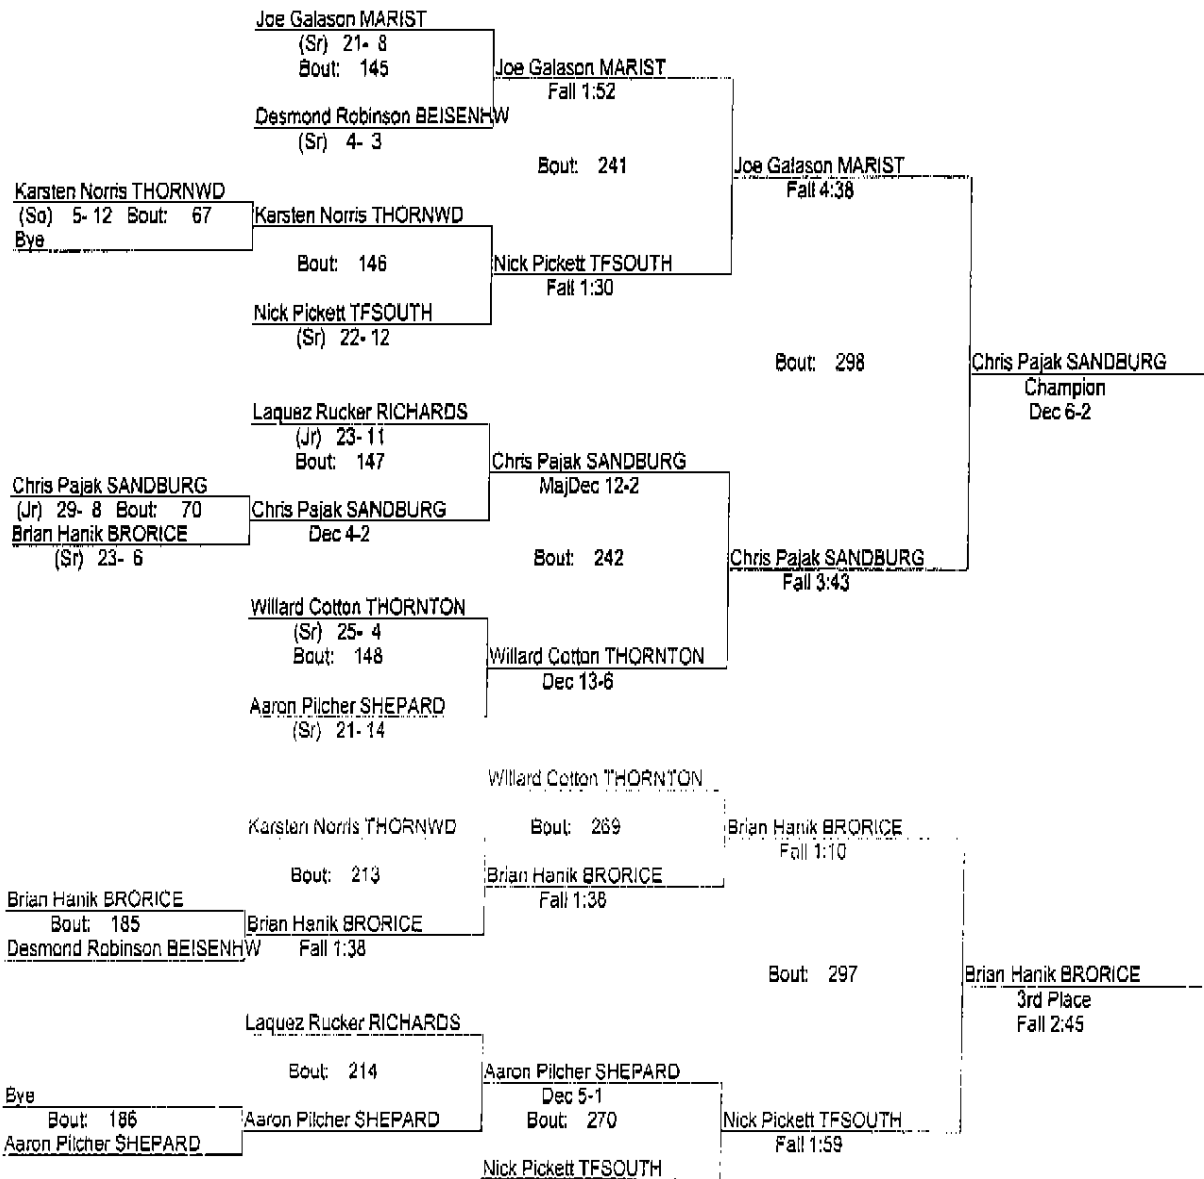 Joe Galason MARIST
(Sr) 21- 8
Bout: 145
Joe Galason MARIST
Fall 1:52
Desmond Robinson BEISENHW
(Sr) 4- 3
Bout: 241
Joe Galason MARIST
Fall 4:38
Karsten Norris THORNWD
(So) 5- 12 Bout: 67
Bye
Karsten Norris THORNWD
Bout: 146
Nick Pickett TFSOUTH
Fall 1:30
Nick Pickett TFSOUTH
(Sr) 22- 12
Bout: 298
Chris Pajak SANDBURG
Champion
Dec 6-2
Laquez Rucker RICHARDS
(Jr) 23- 11
Bout: 147
Chris Pajak SANDBURG
MajDec 12-2
Chris Pajak SANDBURG
(Jr) 29- 8 Bout: 70
Brian Hanik BRORICE
(Sr) 23- 6
Chris Pajak SANDBURG
Dec 4-2
Bout: 242
Chris Pajak SANDBURG
Fall 3:43
Willard Cotton THORNTON
(Sr) 25- 4
Bout: 148
Willard Cotton THORNTON
Dec 13-6
Aaron Pilcher SHEPARD
(Sr) 21- 14
Willard Cotton THORNTON
Karsten Norris THORNWD
Bout: 269
Brian Hanik BRORICE
Fall 1:10
Bout: 213
Brian Hanik BRORICE
Fall 1:38
Brian Hanik BRORICE
Bout: 185
Desmond Robinson BEISENHW
Brian Hanik BRORICE
Fall 1:38
Bout: 297
Brian Hanik BRORICE
3rd Place
Fall 2:45
Laquez Rucker RICHARDS
Bout: 214
Aaron Pilcher SHEPARD
Dec 5-1
Bye
Bout: 186
Aaron Pilcher SHEPARD
Aaron Pilcher SHEPARD
Bout: 270
Nick Pickett TFSOUTH
Fall 1:59
Nick Pickett TFSOUTH